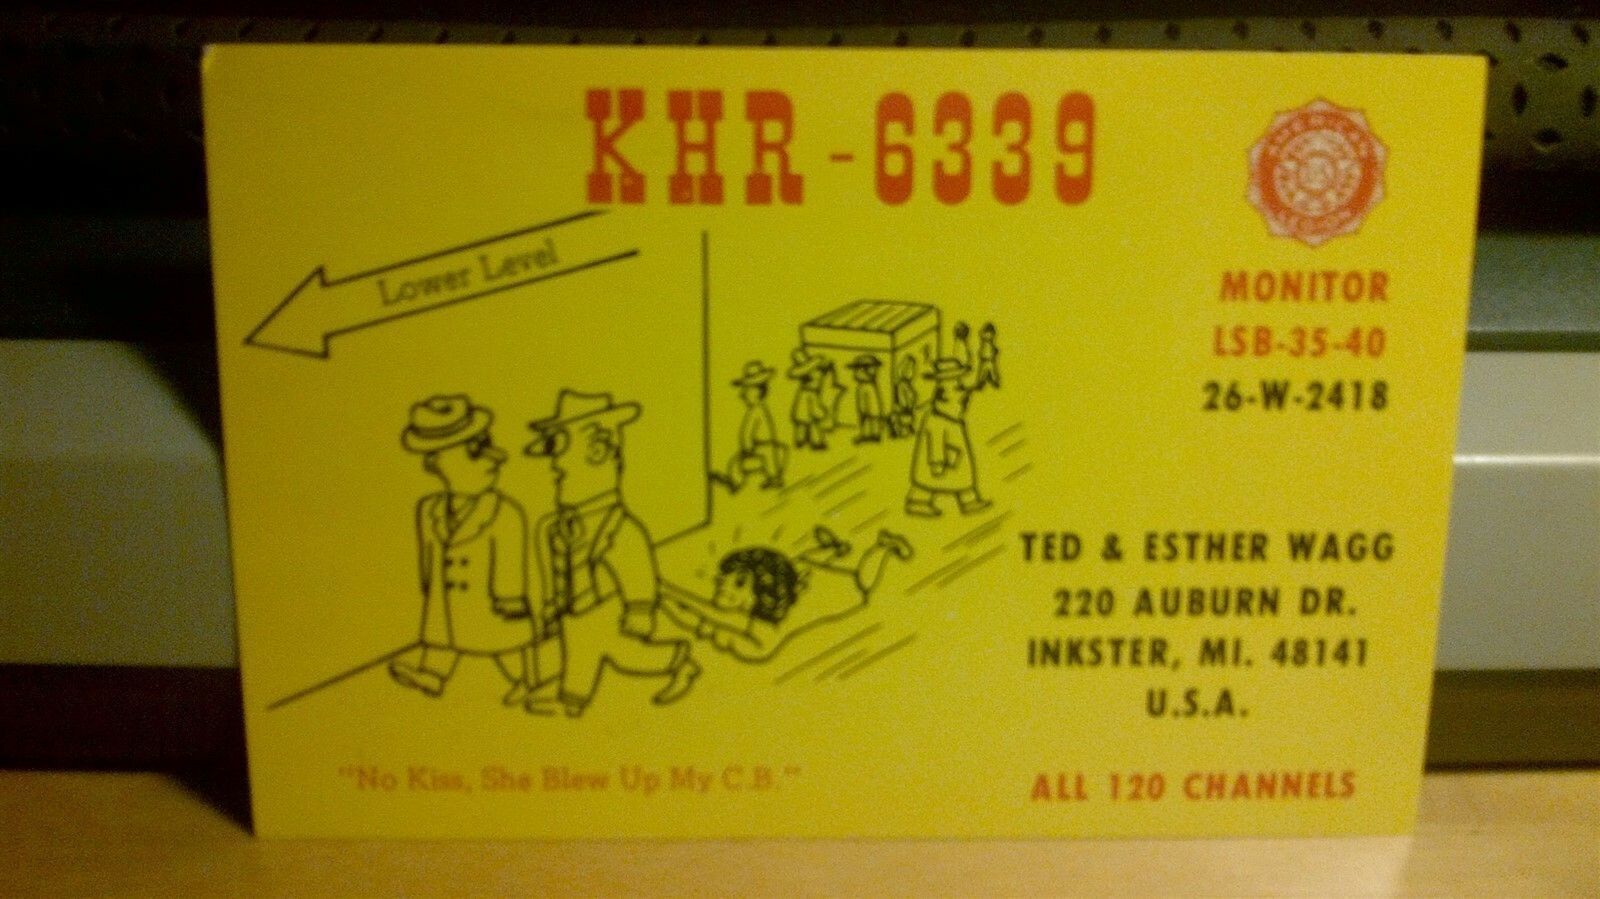 KHR-6339
Lower Level
MONITOR
LSB-35-40
26-W-2418
TED & ESTHER WAGG
220 AUBURN DR.
INKSTER, MI. 48141
U.S.A.
"No Kiss, She Blew Up My C.B."
ALL 120 CHANNELS